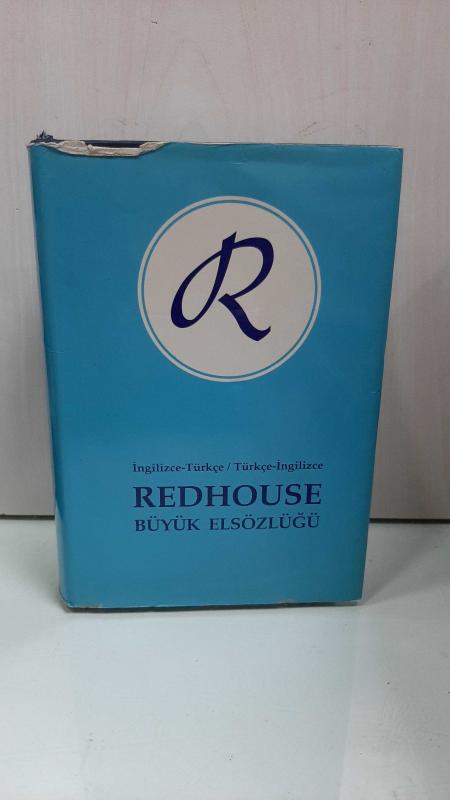 R
İngilizce-Türkçe / Türkçe-İngilizce
REDHOUSE
BÜYÜK ELSÖZLÜĞÜ